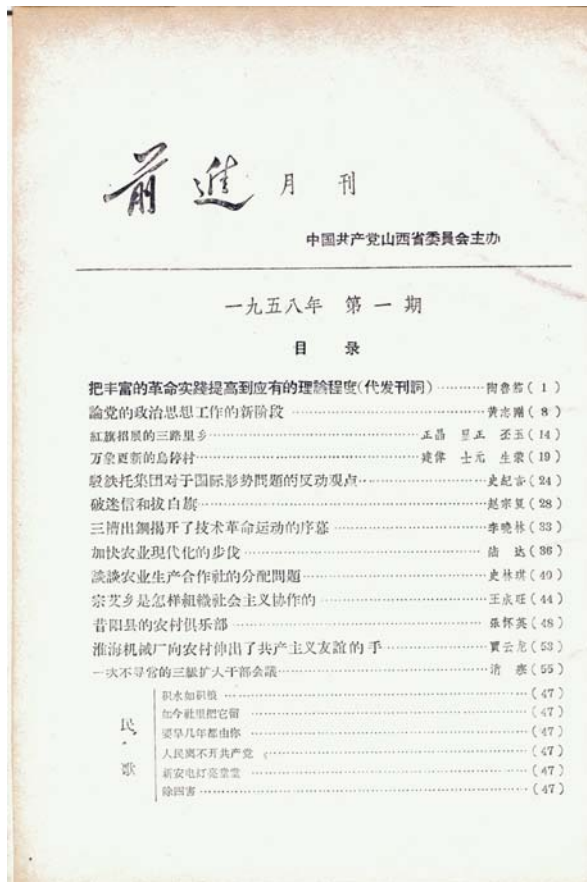 前進 月刊
中国共产党山西省委員会主办
一九五八年 第一期
目 录
把丰富的革命实踐提高到应有的理論程度(代发刊詞)………陶鲁笳(1)
論党的政治思想工作的新阶段………黄志刚(8)
紅旗招展的三路里乡………正晶 正 丕玉(14)
万象更新的烏停村………建偉 士元 生荣(19)
駁鉄托集团对于国际形势問題的反动观点………史紀言(24)
破迷信和拔白旗………赵宗复(28)
三槽出鋼揭开了技术革命运动的序幕………李曉林(33)
加快农业現代化的步伐………陆 达(36)
談談农业生产合作社的分配問題………史林琪(40)
宗艾乡是怎样組織社会主义协作的………王成旺(44)
昔阳县的农村俱乐部………張怀英(48)
淮海机械厂向农村伸出了共产主义友誼的手………賈云龙(53)
一次不寻常的三級扩大干部会議………清(55)
民·歌
积水如积粮………(47)
如今社里把它留………(47)
要旱几年都由你………(47)
人民离不开共产党………(47)
新安电灯亮堂堂………(47)
除四害………(47)